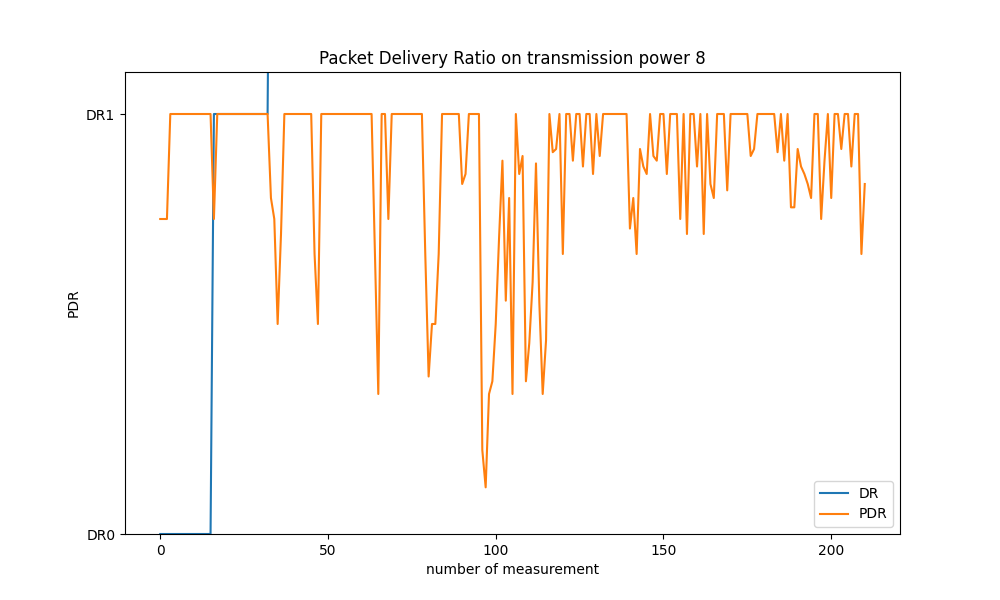 Packet Delivery Ratio on transmission power 8
DR1
PDR
DR0
0
50
100
150
200
number of measurement
DR
PDR